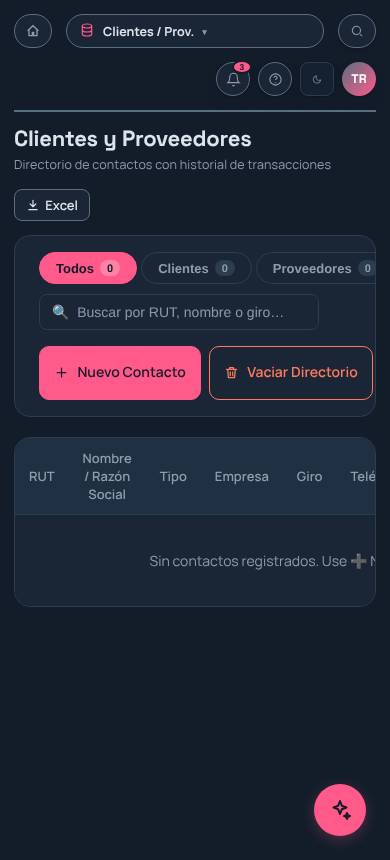 Clientes / Prov. ▾
3
TR
Clientes y Proveedores
Directorio de contactos con historial de transacciones
Excel
Todos 0 Clientes 0 Proveedores 0
Buscar por RUT, nombre o giro…
Nuevo Contacto Vaciar Directorio
RUT Nombre / Razón Social Tipo Empresa Giro Telé
Sin contactos registrados. Use ➕ N